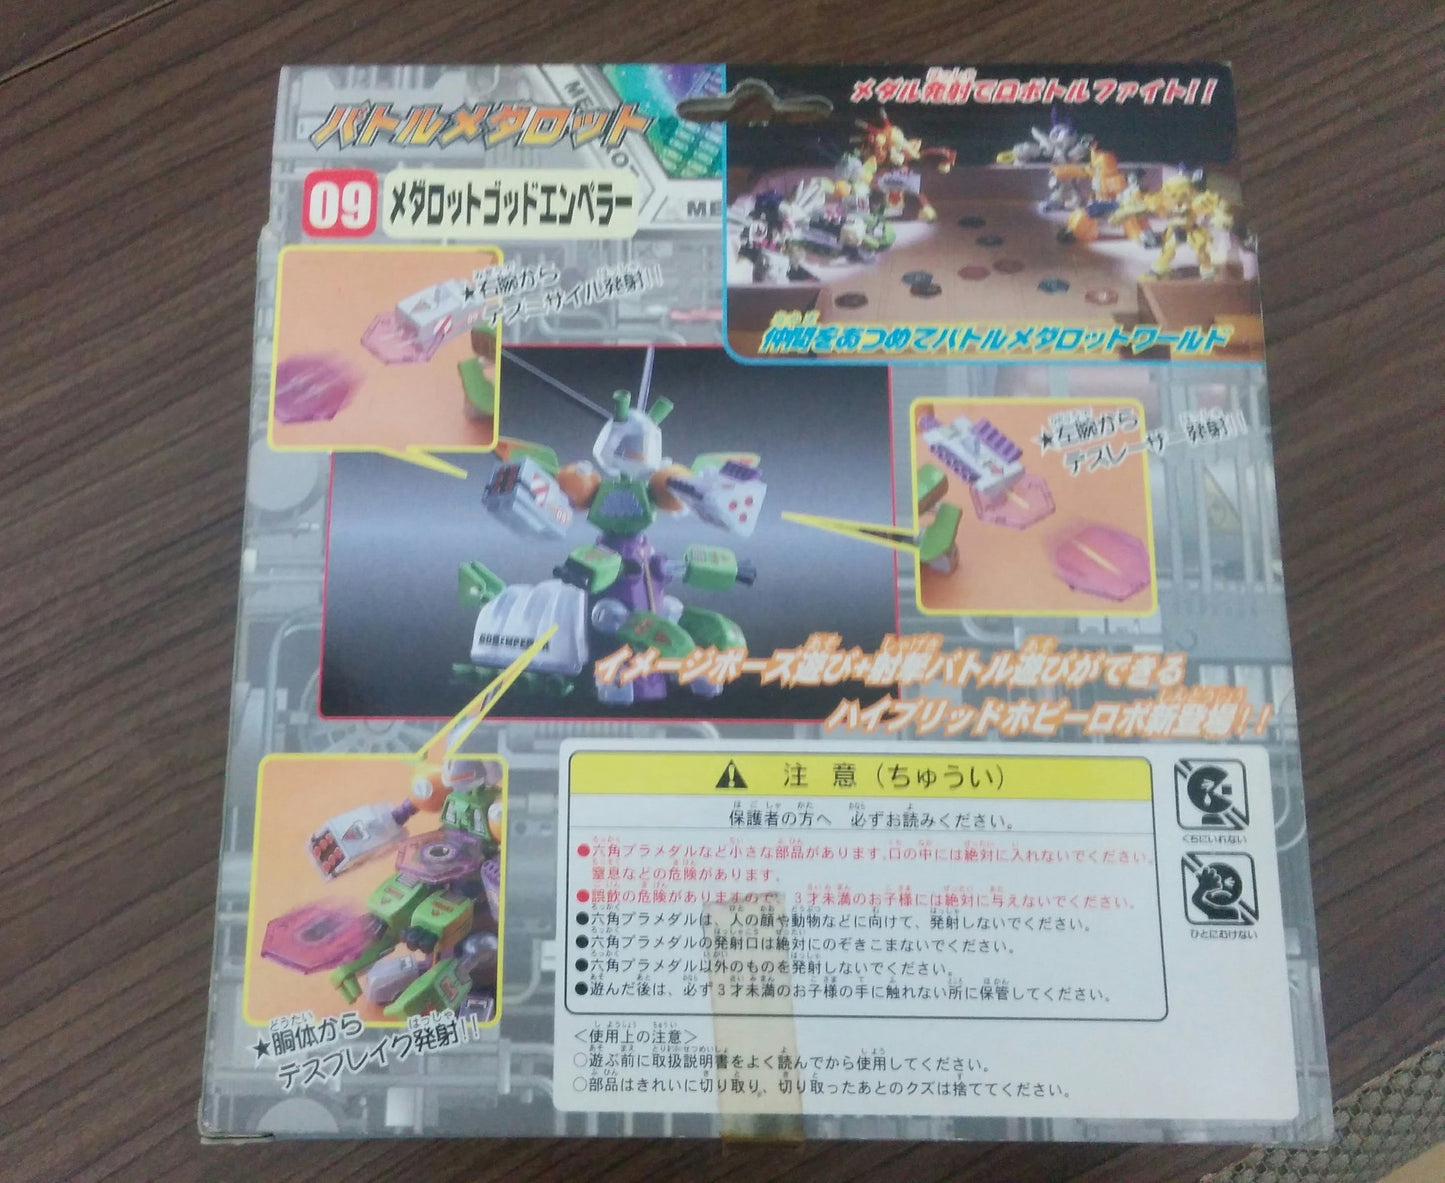 バトルメダロット
メダル発射でロボトルファイト!!
09 メダロットゴッドエンペラー
仲間をあつめてバトルメダロットワールド
★右腕から
デスミサイル発射!!
★左腕から
デスレーザー発射!!
イメージポーズ遊び+射撃バトル遊びができる
ハイブリッドホビーロボ新登場!!
★胴体から
デスブレイク発射!!
注意(ちゅうい)
保護者の方へ 必ずお読みください。
●六角プラメダルなど小さな部品があります。口の中には絶対に入れないでください。
窒息などの危険があります。
●誤飲の危険がありますので、3才未満のお子様には絶対に与えないでください。
●六角プラメダルは、人の顔や動物などに向けて、発射しないでください。
●六角プラメダルの発射口は絶対にのぞきこまないでください。
●六角プラメダル以外のものを発射しないでください。
●遊んだ後は、必ず3才未満のお子様の手に触れない所に保管してください。
くちにいれない
ひとにむけない
<使用上の注意>
○遊ぶ前に取扱説明書をよく読んでから使用してください。
○部品はきれいに切り取り、切り取ったあとのクズは捨ててください。